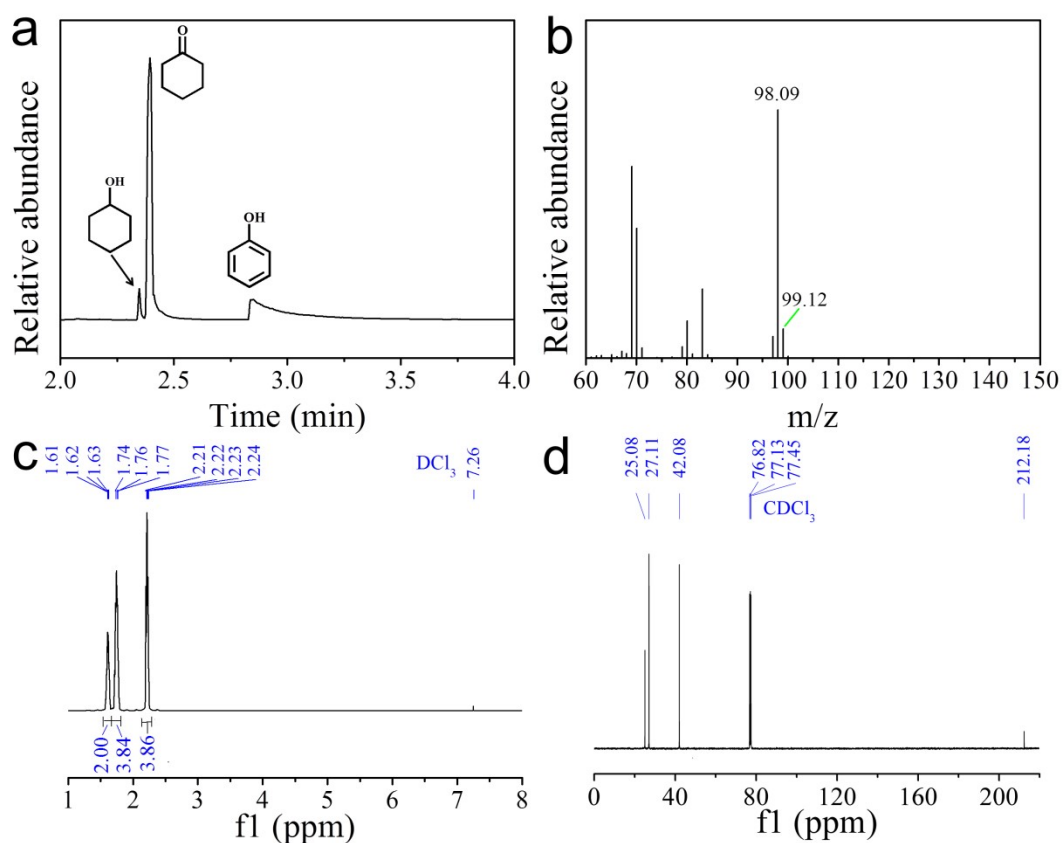 a
Relative abundance
O
OH
OH
2.0 2.5 3.0 3.5 4.0
Time (min)
b
Relative abundance
98.09
99.12
60 70 80 90 100 110 120 130 140 150
m/z
c
1.61
1.62
1.63
1.74
1.76
1.77
2.21
2.22
2.23
2.24
DCl3
7.26
2.00
3.84
3.86
1 2 3 4 5 6 7 8
f1 (ppm)
d
25.08
27.11
42.08
76.82
77.13
77.45
212.18
CDCl3
0 40 80 120 160 200
f1 (ppm)